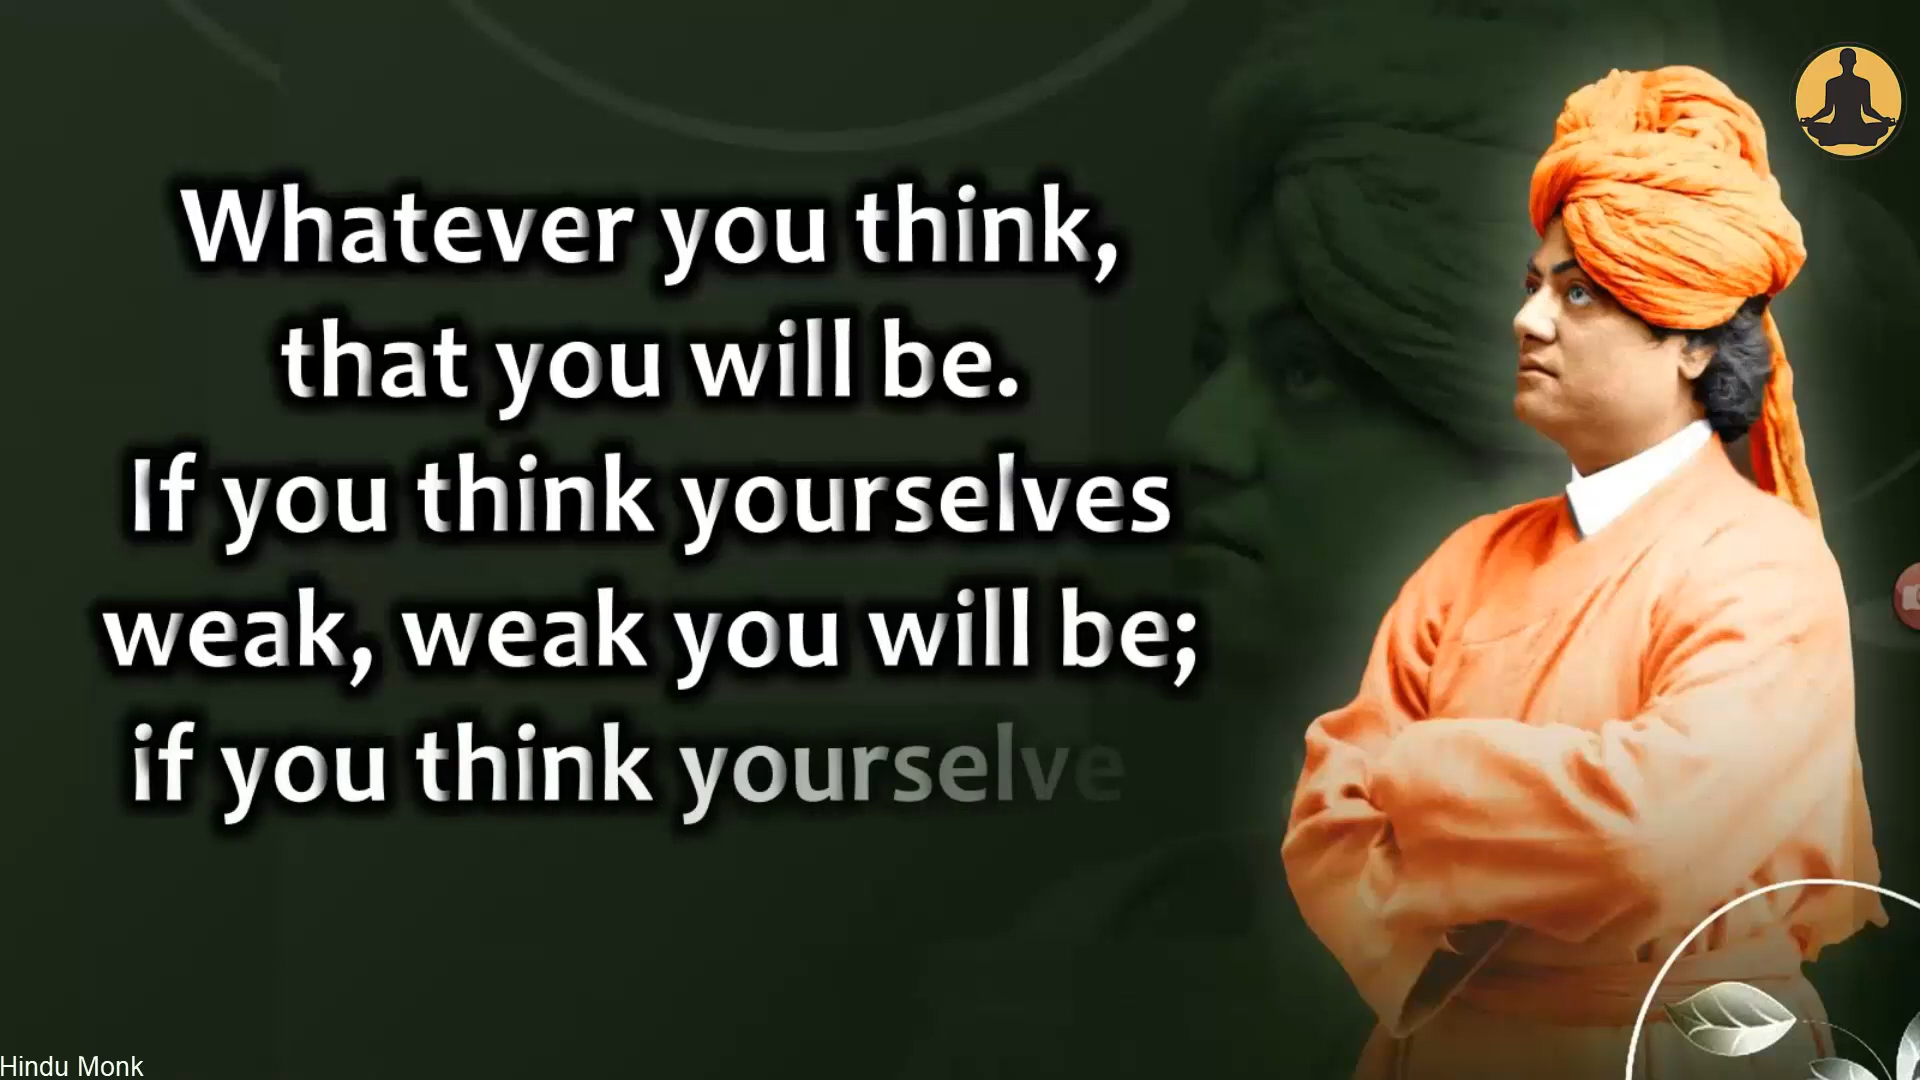 Whatever you think,
that you will be.
If you think yourselves
weak, weak you will be;
if you think yourselve
Hindu Monk